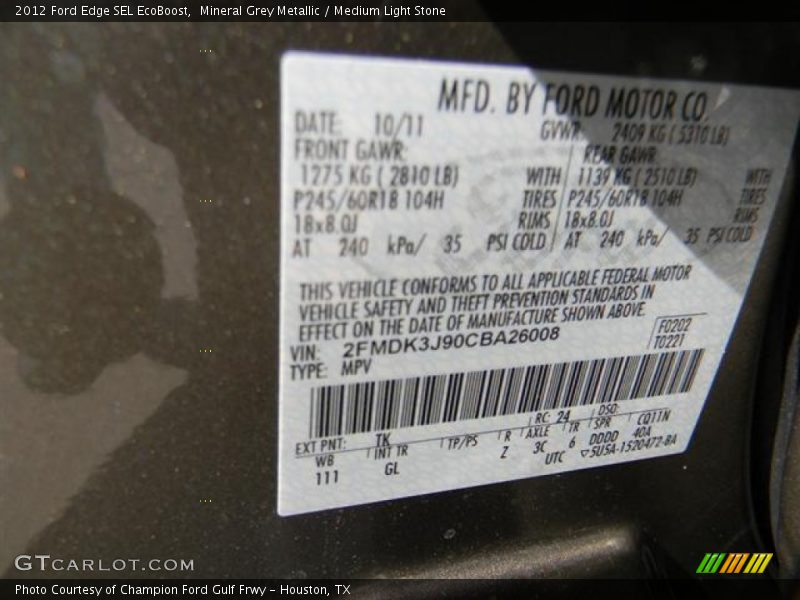 2012 Ford Edge SEL EcoBoost,  Mineral Grey Metallic / Medium Light Stone
MFD. BY FORD MOTOR CO.
DATE: 10/11 GVWR: 2409 KG ( 5310 LB)
FRONT GAWR: REAR GAWR:
1275 KG ( 2810 LB) WITH 1139 KG ( 2510 LB) WITH
P245/60R18 104H TIRES P245/60R18 104H TIRES
18x8.0J RIMS 18x8.0J RIMS
AT 240 kPa/ 35 PSI COLD AT 240 kPa/ 35 PSI COLD
THIS VEHICLE CONFORMS TO ALL APPLICABLE FEDERAL MOTOR
VEHICLE SAFETY AND THEFT PREVENTION STANDARDS IN
EFFECT ON THE DATE OF MANUFACTURE SHOWN ABOVE.
VIN: 2FMDK3J90CBA26008 F0202
TYPE: MPV T0221
EXT PNT: TK RC: 24 DSO: CQ11N
WB INT TR TP/PS R AXLE TR SPR 40A
111 GL Z 3C 6 DDDD
UTC ▽5U5A-1520472-BA
GTCARLOT.COM
Photo Courtesy of Champion Ford Gulf Frwy - Houston, TX